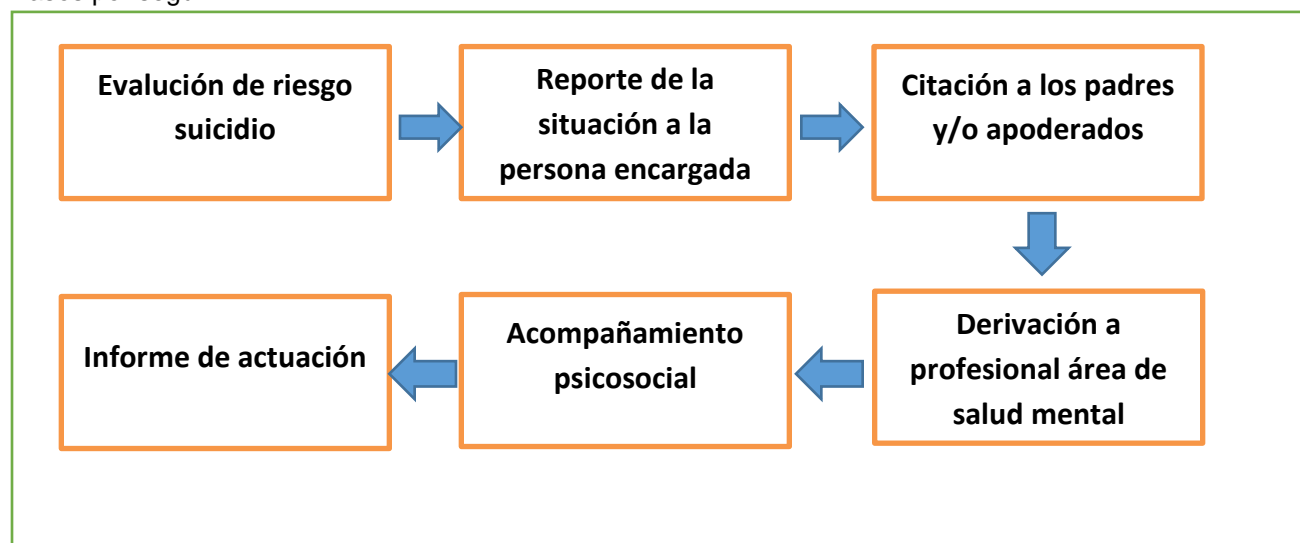 Evalución de riesgo
suicidio
Reporte de la
situación a la
persona encargada
Citación a los padres
y/o apoderados
Derivación a
profesional área de
salud mental
Acompañamiento
psicosocial
Informe de actuación